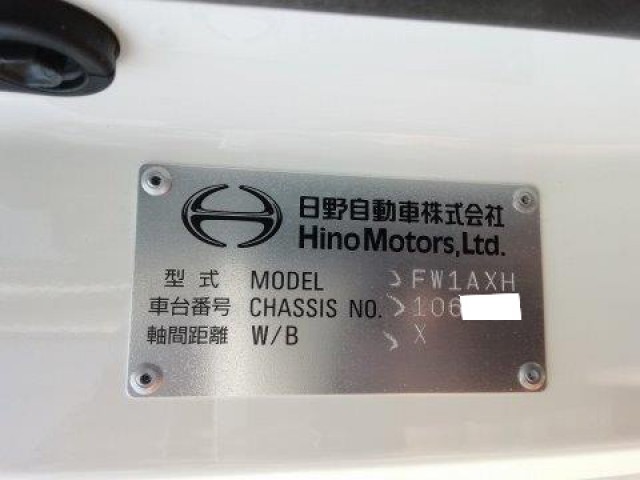 日野自動車株式会社
Hino Motors, Ltd.
型式 MODEL FW1AXH
車台番号 CHASSIS NO. 106
軸間距離 W/B X